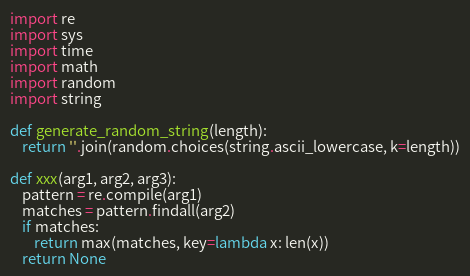 import re
import sys
import time
import math
import random
import string

def generate_random_string(length):
    return ''.join(random.choices(string.ascii_lowercase, k=length))

def xxx(arg1, arg2, arg3):
    pattern = re.compile(arg1)
    matches = pattern.findall(arg2)
    if matches:
        return max(matches, key=lambda x: len(x))
    return None